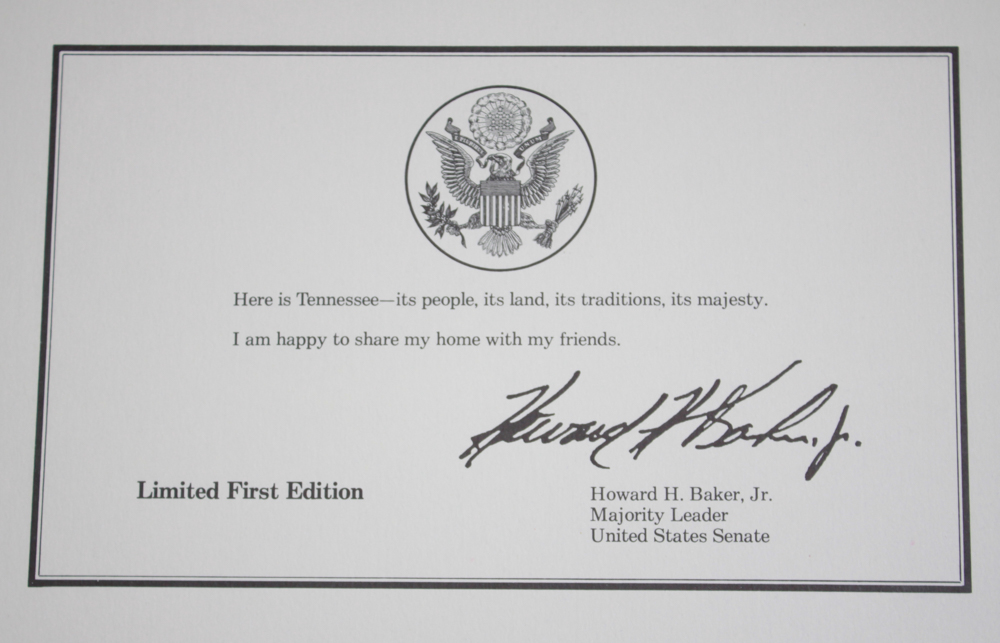 Here is Tennessee—its people, its land, its traditions, its majesty.
I am happy to share my home with my friends.
Howard H. Baker, Jr.
Limited First Edition
Howard H. Baker, Jr.
Majority Leader
United States Senate